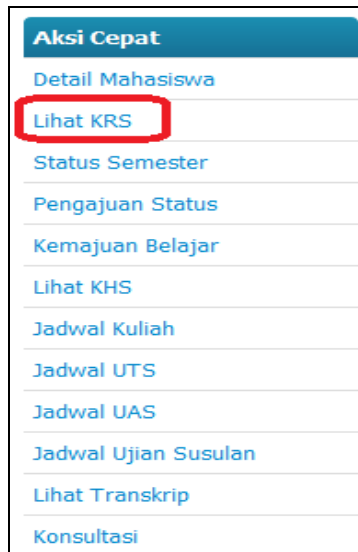 Aksi Cepat
Detail Mahasiswa
Lihat KRS
Status Semester
Pengajuan Status
Kemajuan Belajar
Lihat KHS
Jadwal Kuliah
Jadwal UTS
Jadwal UAS
Jadwal Ujian Susulan
Lihat Transkrip
Konsultasi